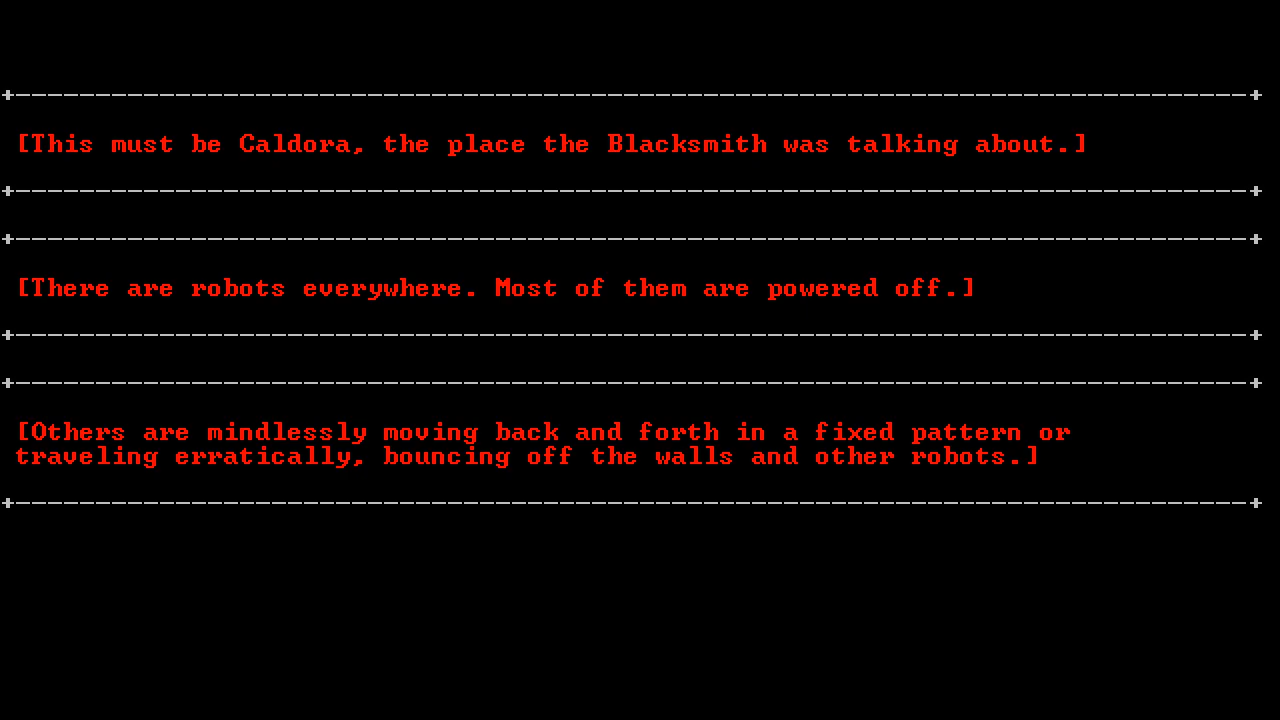 [This must be Caldora, the place the Blacksmith was talking about.]
[There are robots everywhere. Most of them are powered off.]
[Others are mindlessly moving back and forth in a fixed pattern or
traveling erratically, bouncing off the walls and other robots.]